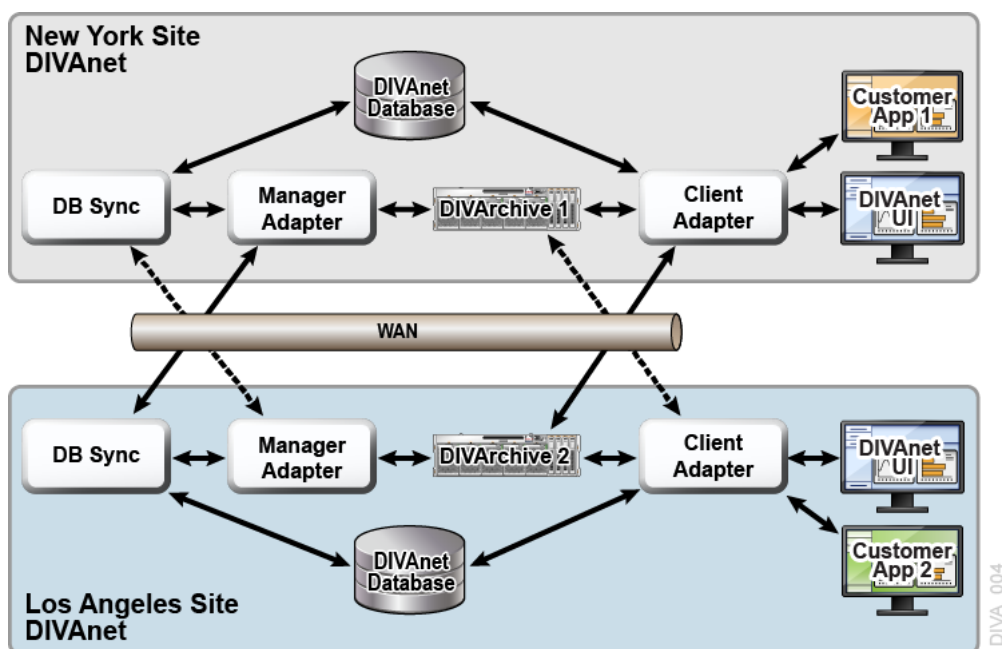 New York Site
DIVAnet
DIVAnet
Database
Customer
App 1
DB Sync
Manager
Adapter
DIVArchive 1
Client
Adapter
DIVAnet
UI
WAN
DB Sync
Manager
Adapter
DIVArchive 2
Client
Adapter
DIVAnet
UI
DIVAnet
Database
Customer
App 2
Los Angeles Site
DIVAnet
DIVA_004